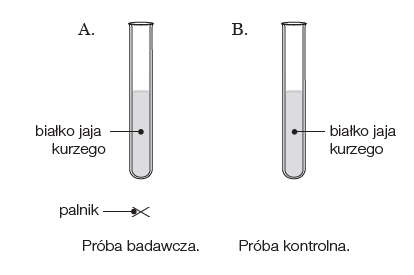 A.
B.
białko jaja
kurzego
białko jaja
kurzego
palnik
Próba badawcza.
Próba kontrolna.